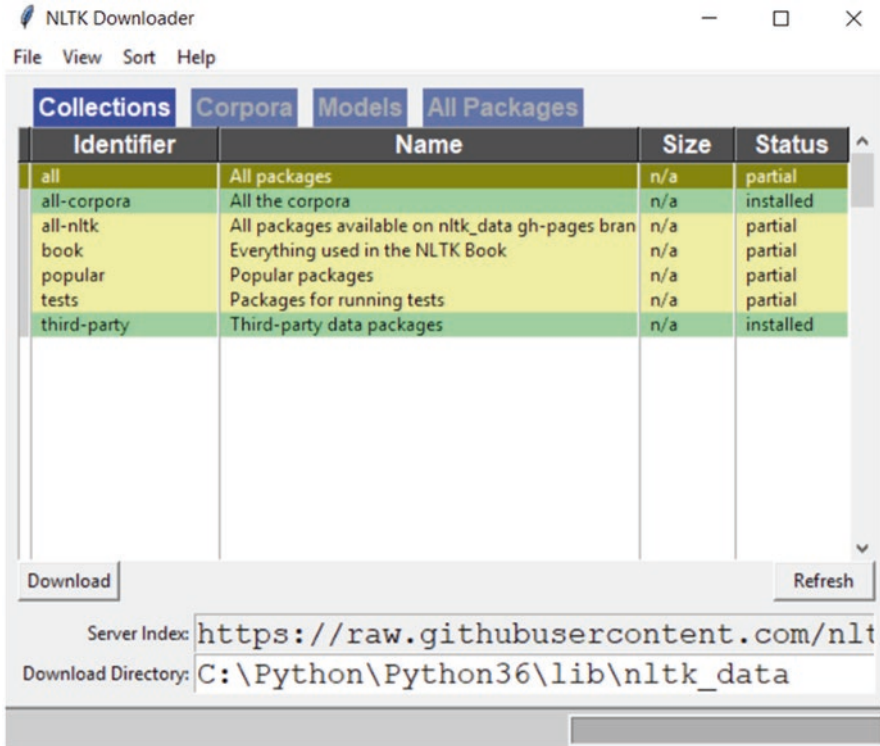 NLTK Downloader
File View Sort Help
Collections Corpora Models All Packages
Identifier Name Size Status
all All packages n/a partial
all-corpora All the corpora n/a installed
all-nltk All packages available on nltk_data gh-pages bran n/a partial
book Everything used in the NLTK Book n/a partial
popular Popular packages n/a partial
tests Packages for running tests n/a partial
third-party Third-party data packages n/a installed
Download Refresh
Server Index: https://raw.githubusercontent.com/nlt
Download Directory: C:\Python\Python36\lib\nltk_data